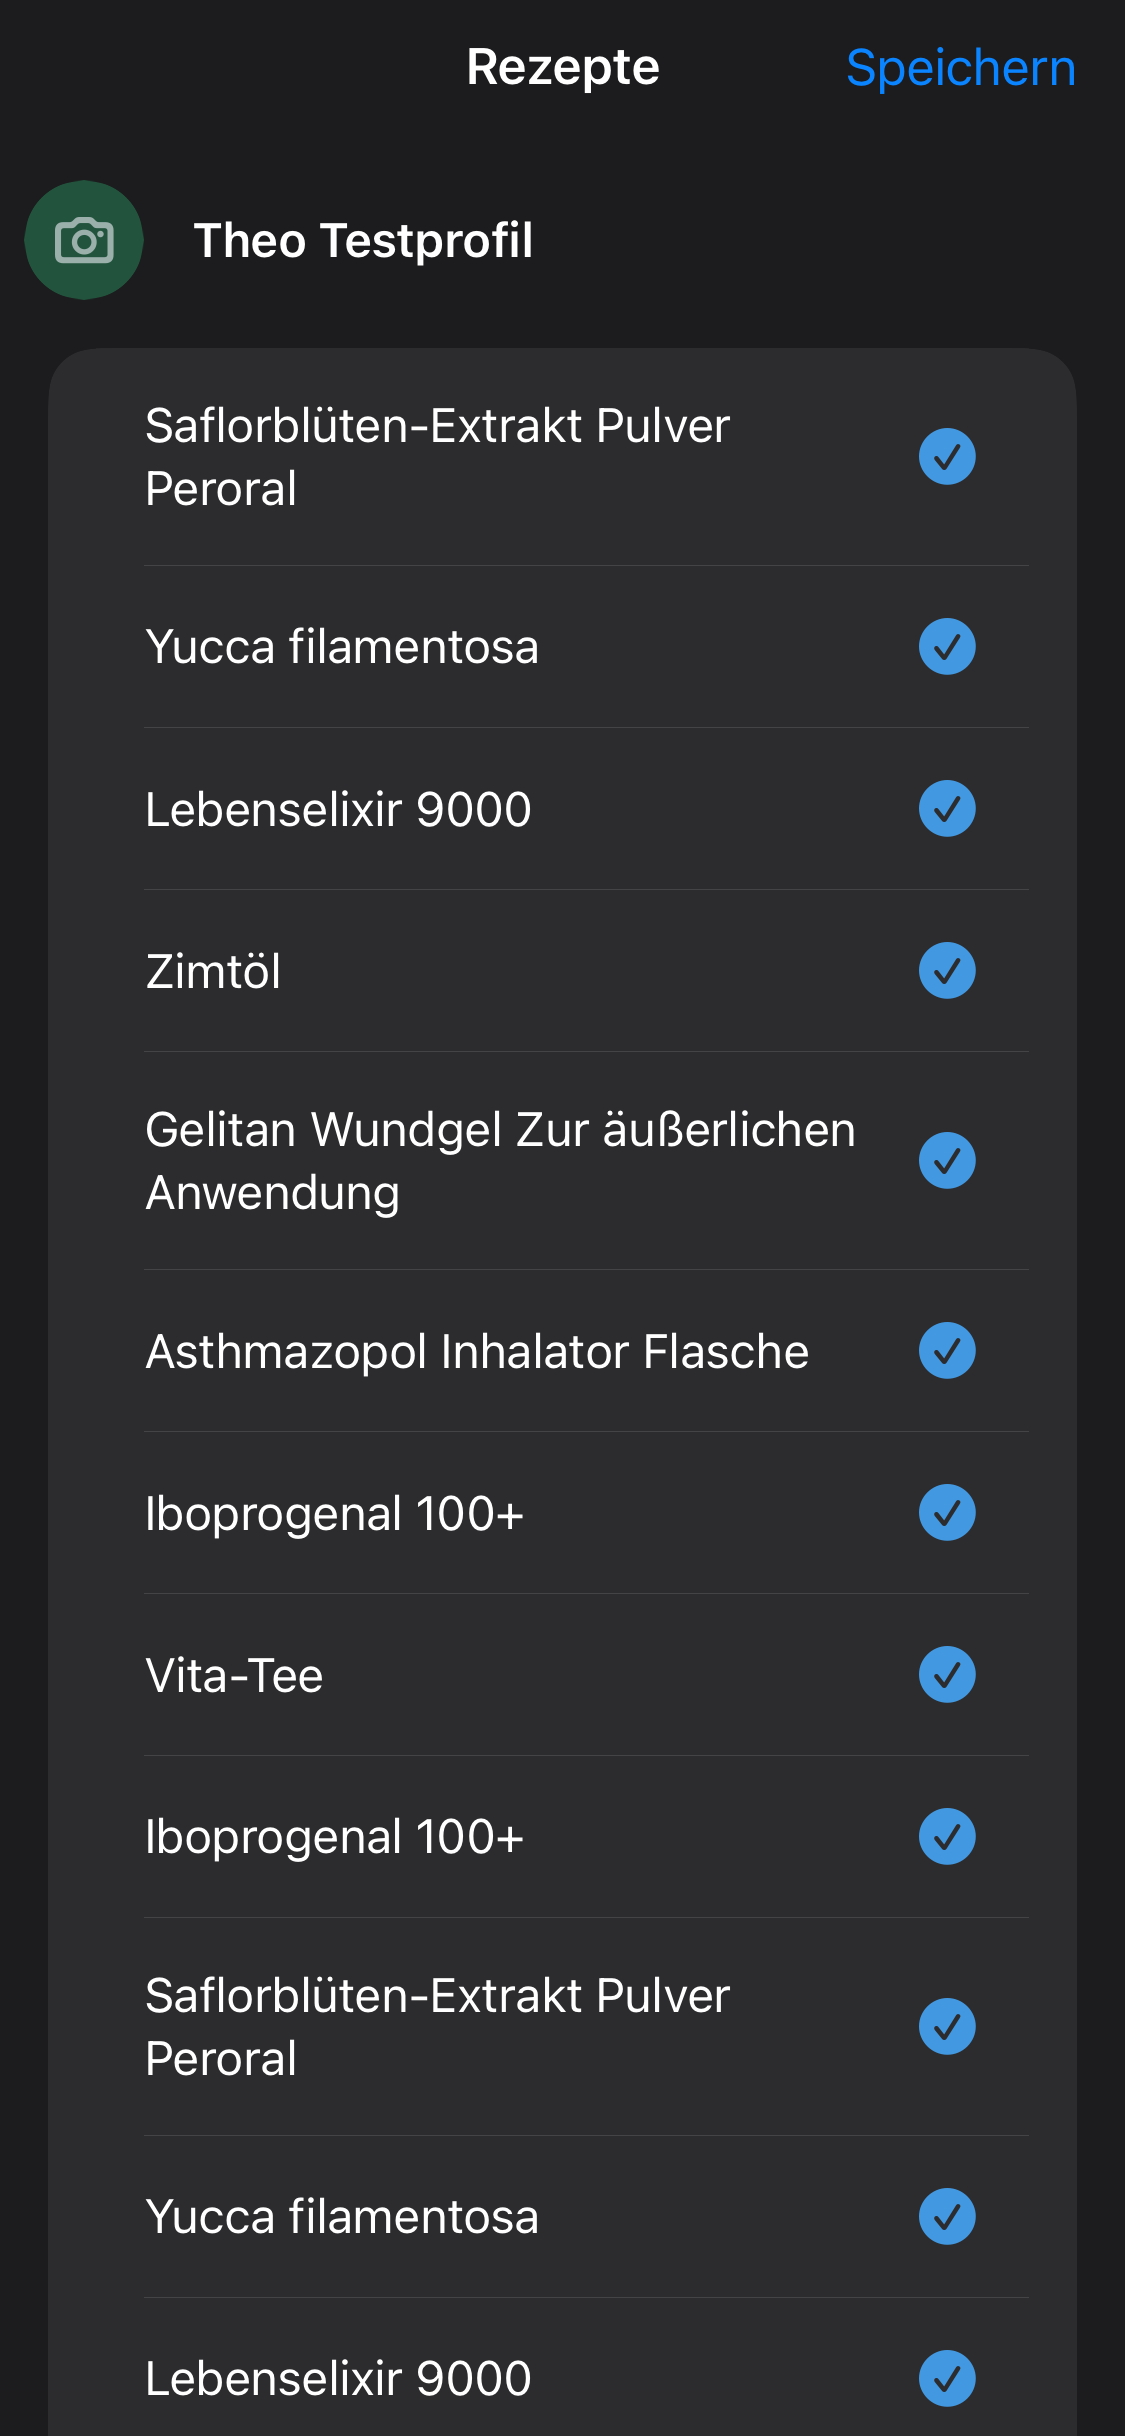 Rezepte
Speichern
Theo Testprofil
Saflorblüten-Extrakt Pulver
Peroral
Yucca filamentosa
Lebenselixir 9000
Zimtöl
Gelitan Wundgel Zur äußerlichen
Anwendung
Asthmazopol Inhalator Flasche
Iboprogenal 100+
Vita-Tee
Iboprogenal 100+
Saflorblüten-Extrakt Pulver
Peroral
Yucca filamentosa
Lebenselixir 9000